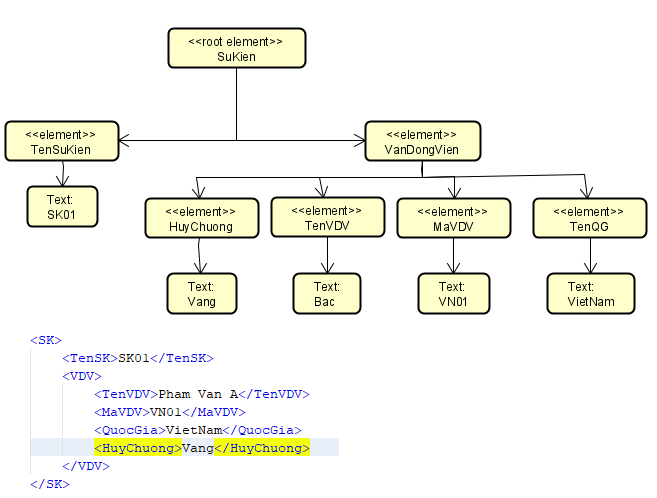 <<root element>>
SuKien
<<element>>
TenSuKien
<<element>>
VanDongVien
Text:
SK01
<<element>>
HuyChuong
<<element>>
TenVDV
<<element>>
MaVDV
<<element>>
TenQG
Text:
Vang
Text:
Bac
Text:
VN01
Text:
VietNam
<SK>
<TenSK>SK01</TenSK>
<VDV>
<TenVDV>Pham Van A</TenVDV>
<MaVDV>VN01</MaVDV>
<QuocGia>VietNam</QuocGia>
<HuyChuong>Vang</HuyChuong>
</VDV>
</SK>